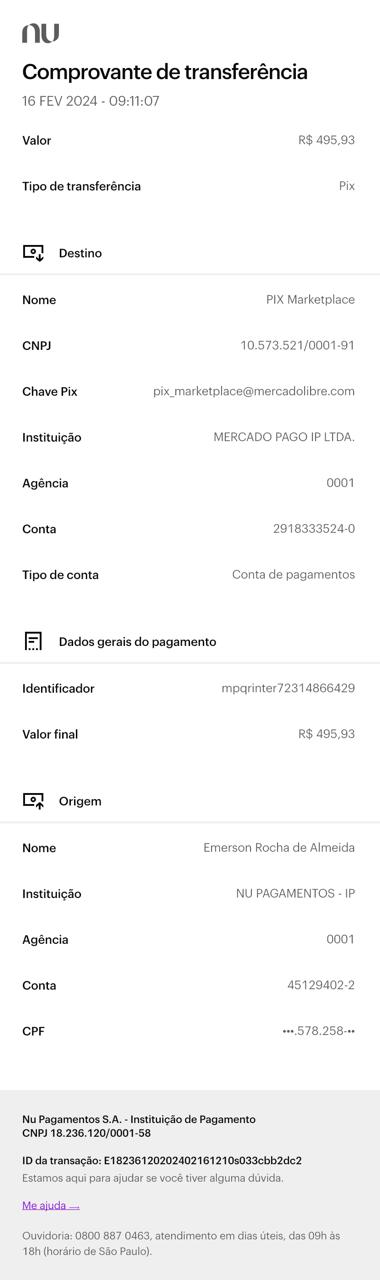 nu
Comprovante de transferência
16 FEV 2024 - 09:11:07
Valor R$ 495,93
Tipo de transferência Pix
Destino
Nome PIX Marketplace
CNPJ 10.573.521/0001-91
Chave Pix pix_marketplace@mercadolibre.com
Instituição MERCADO PAGO IP LTDA.
Agência 0001
Conta 2918333524-0
Tipo de conta Conta de pagamentos
Dados gerais do pagamento
Identificador mpqrinter72314866429
Valor final R$ 495,93
Origem
Nome Emerson Rocha de Almeida
Instituição NU PAGAMENTOS - IP
Agência 0001
Conta 45129402-2
CPF •••.578.258-••
Nu Pagamentos S.A. - Instituição de Pagamento
CNPJ 18.236.120/0001-58
ID da transação: E18236120202402161210s033cbb2dc2
Estamos aqui para ajudar se você tiver alguma dúvida.
Me ajuda
Ouvidoria: 0800 887 0463, atendimento em dias úteis, das 09h às
18h (horário de São Paulo).